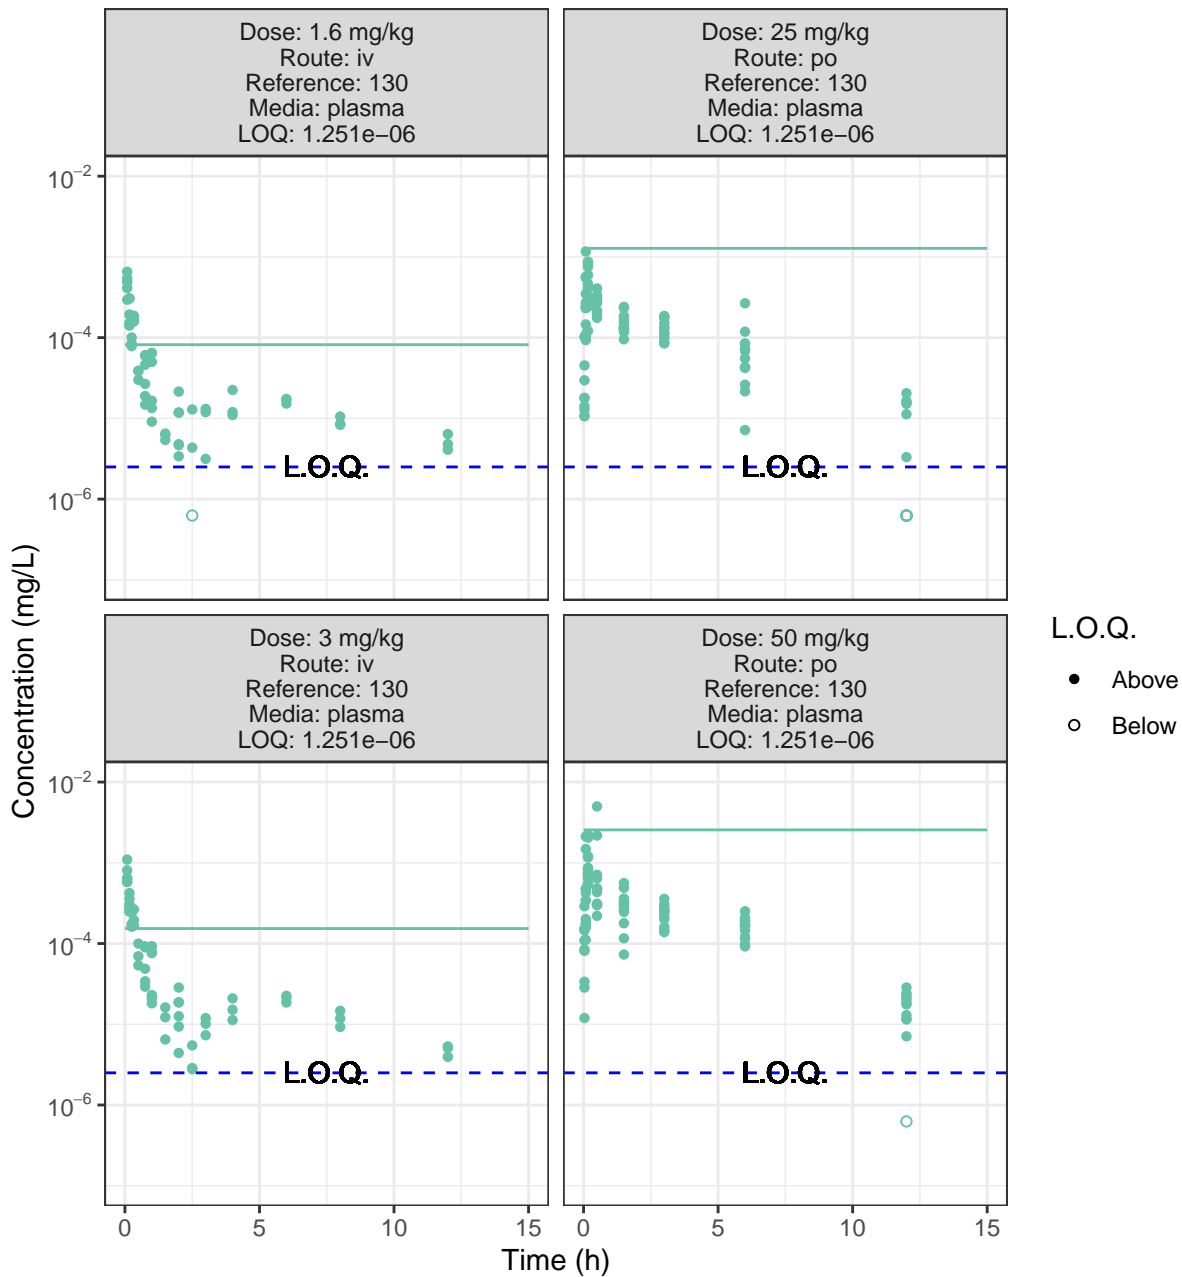 Dose: 1.6 mg/kg
Route: iv
Reference: 130
Media: plasma
LOQ: 1.251e−06
Dose: 25 mg/kg
Route: po
Reference: 130
Media: plasma
LOQ: 1.251e−06
10−2
10−4
10−6
L.O.Q.
L.O.Q.
Concentration (mg/L)
Dose: 3 mg/kg
Route: iv
Reference: 130
Media: plasma
LOQ: 1.251e−06
Dose: 50 mg/kg
Route: po
Reference: 130
Media: plasma
LOQ: 1.251e−06
10−2
10−4
10−6
L.O.Q.
L.O.Q.
0 5 10 15
0 5 10 15
Time (h)
L.O.Q.
Above
Below